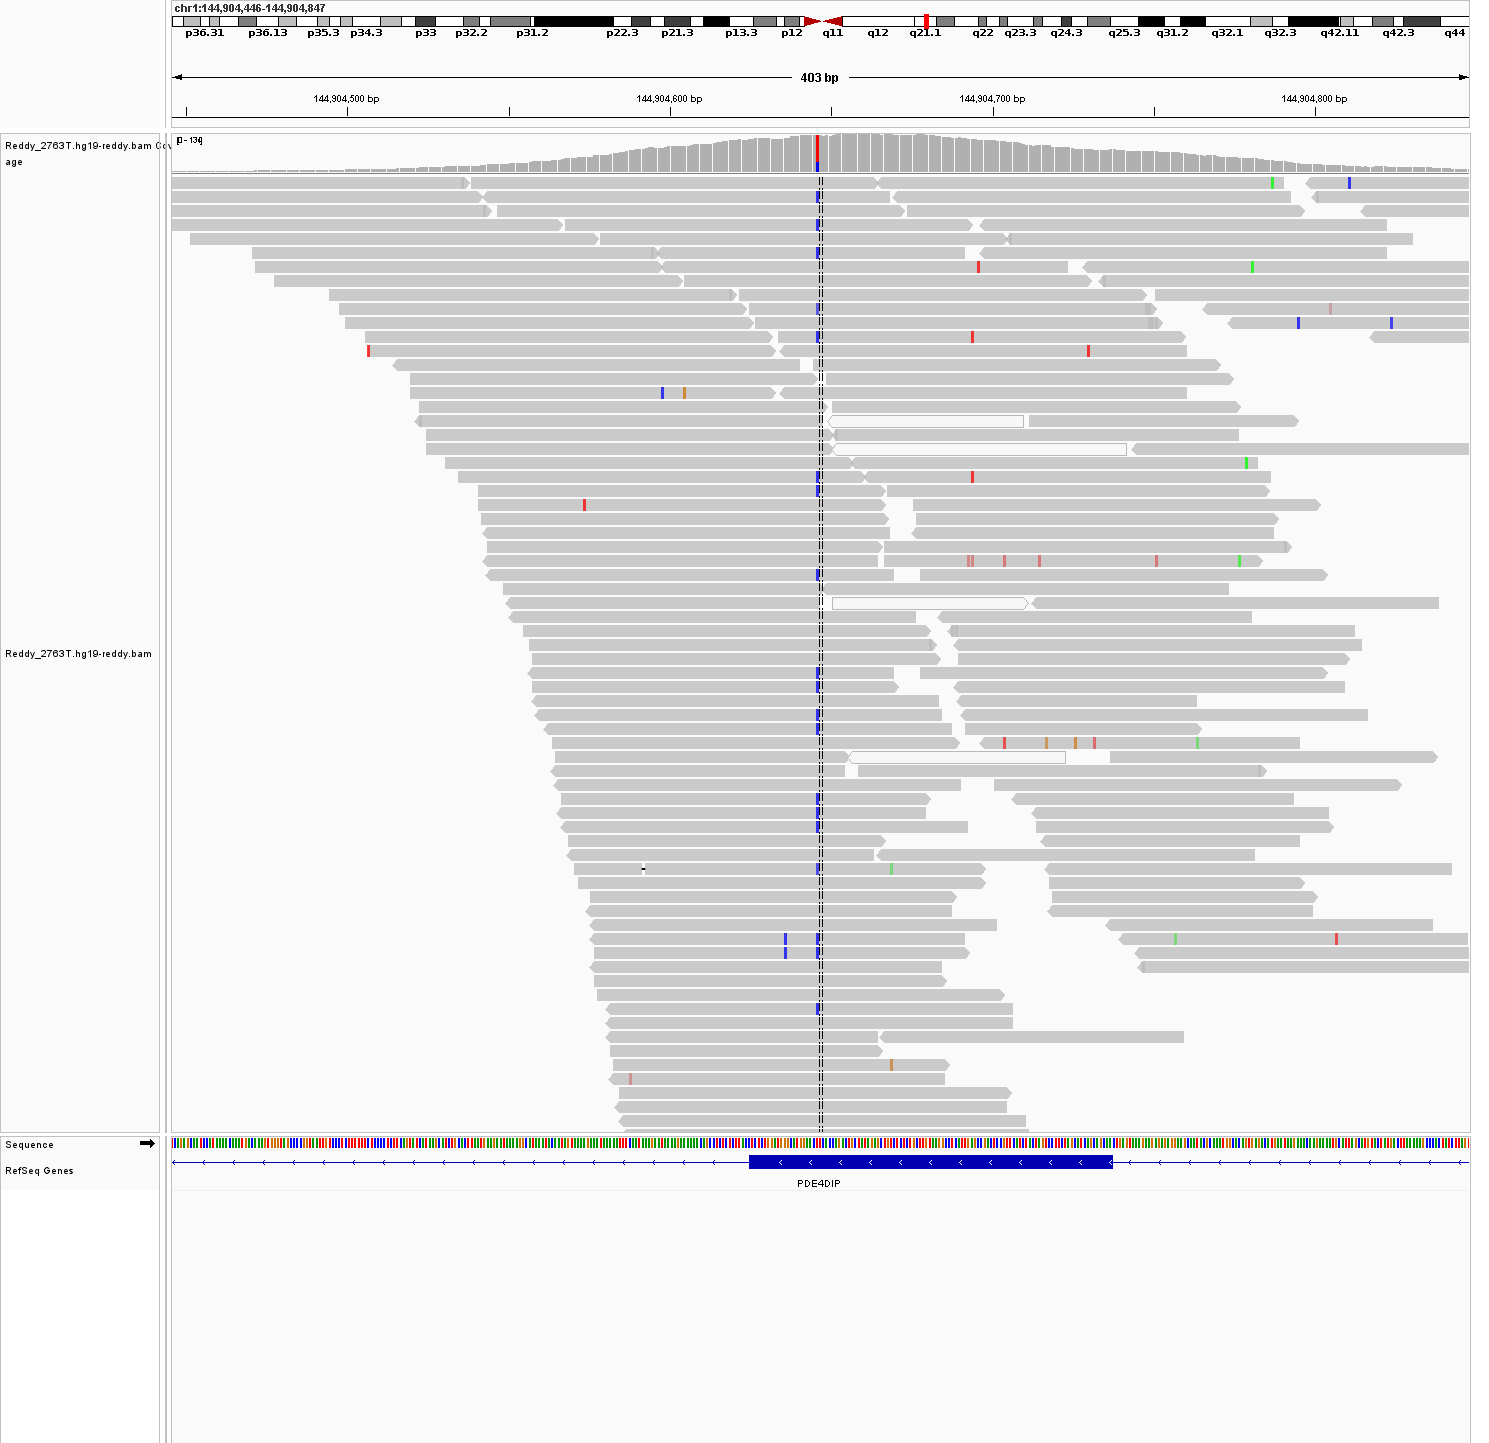 chr1:144,904,446-144,904,847
p36.31 p36.13 p35.3 p34.3 p33 p32.2 p31.2 p22.3 p21.3 p13.3 p12 q11 q12 q21.1 q22 q23.3 q24.3 q25.3 q31.2 q32.1 q32.3 q42.11 q42.3 q44
403 bp
144,904,500 bp 144,904,600 bp 144,904,700 bp 144,904,800 bp
Reddy_2763T.hg19-reddy.bam Cov
age
[0 - 134]
Reddy_2763T.hg19-reddy.bam
Sequence
RefSeq Genes
PDE4DIP